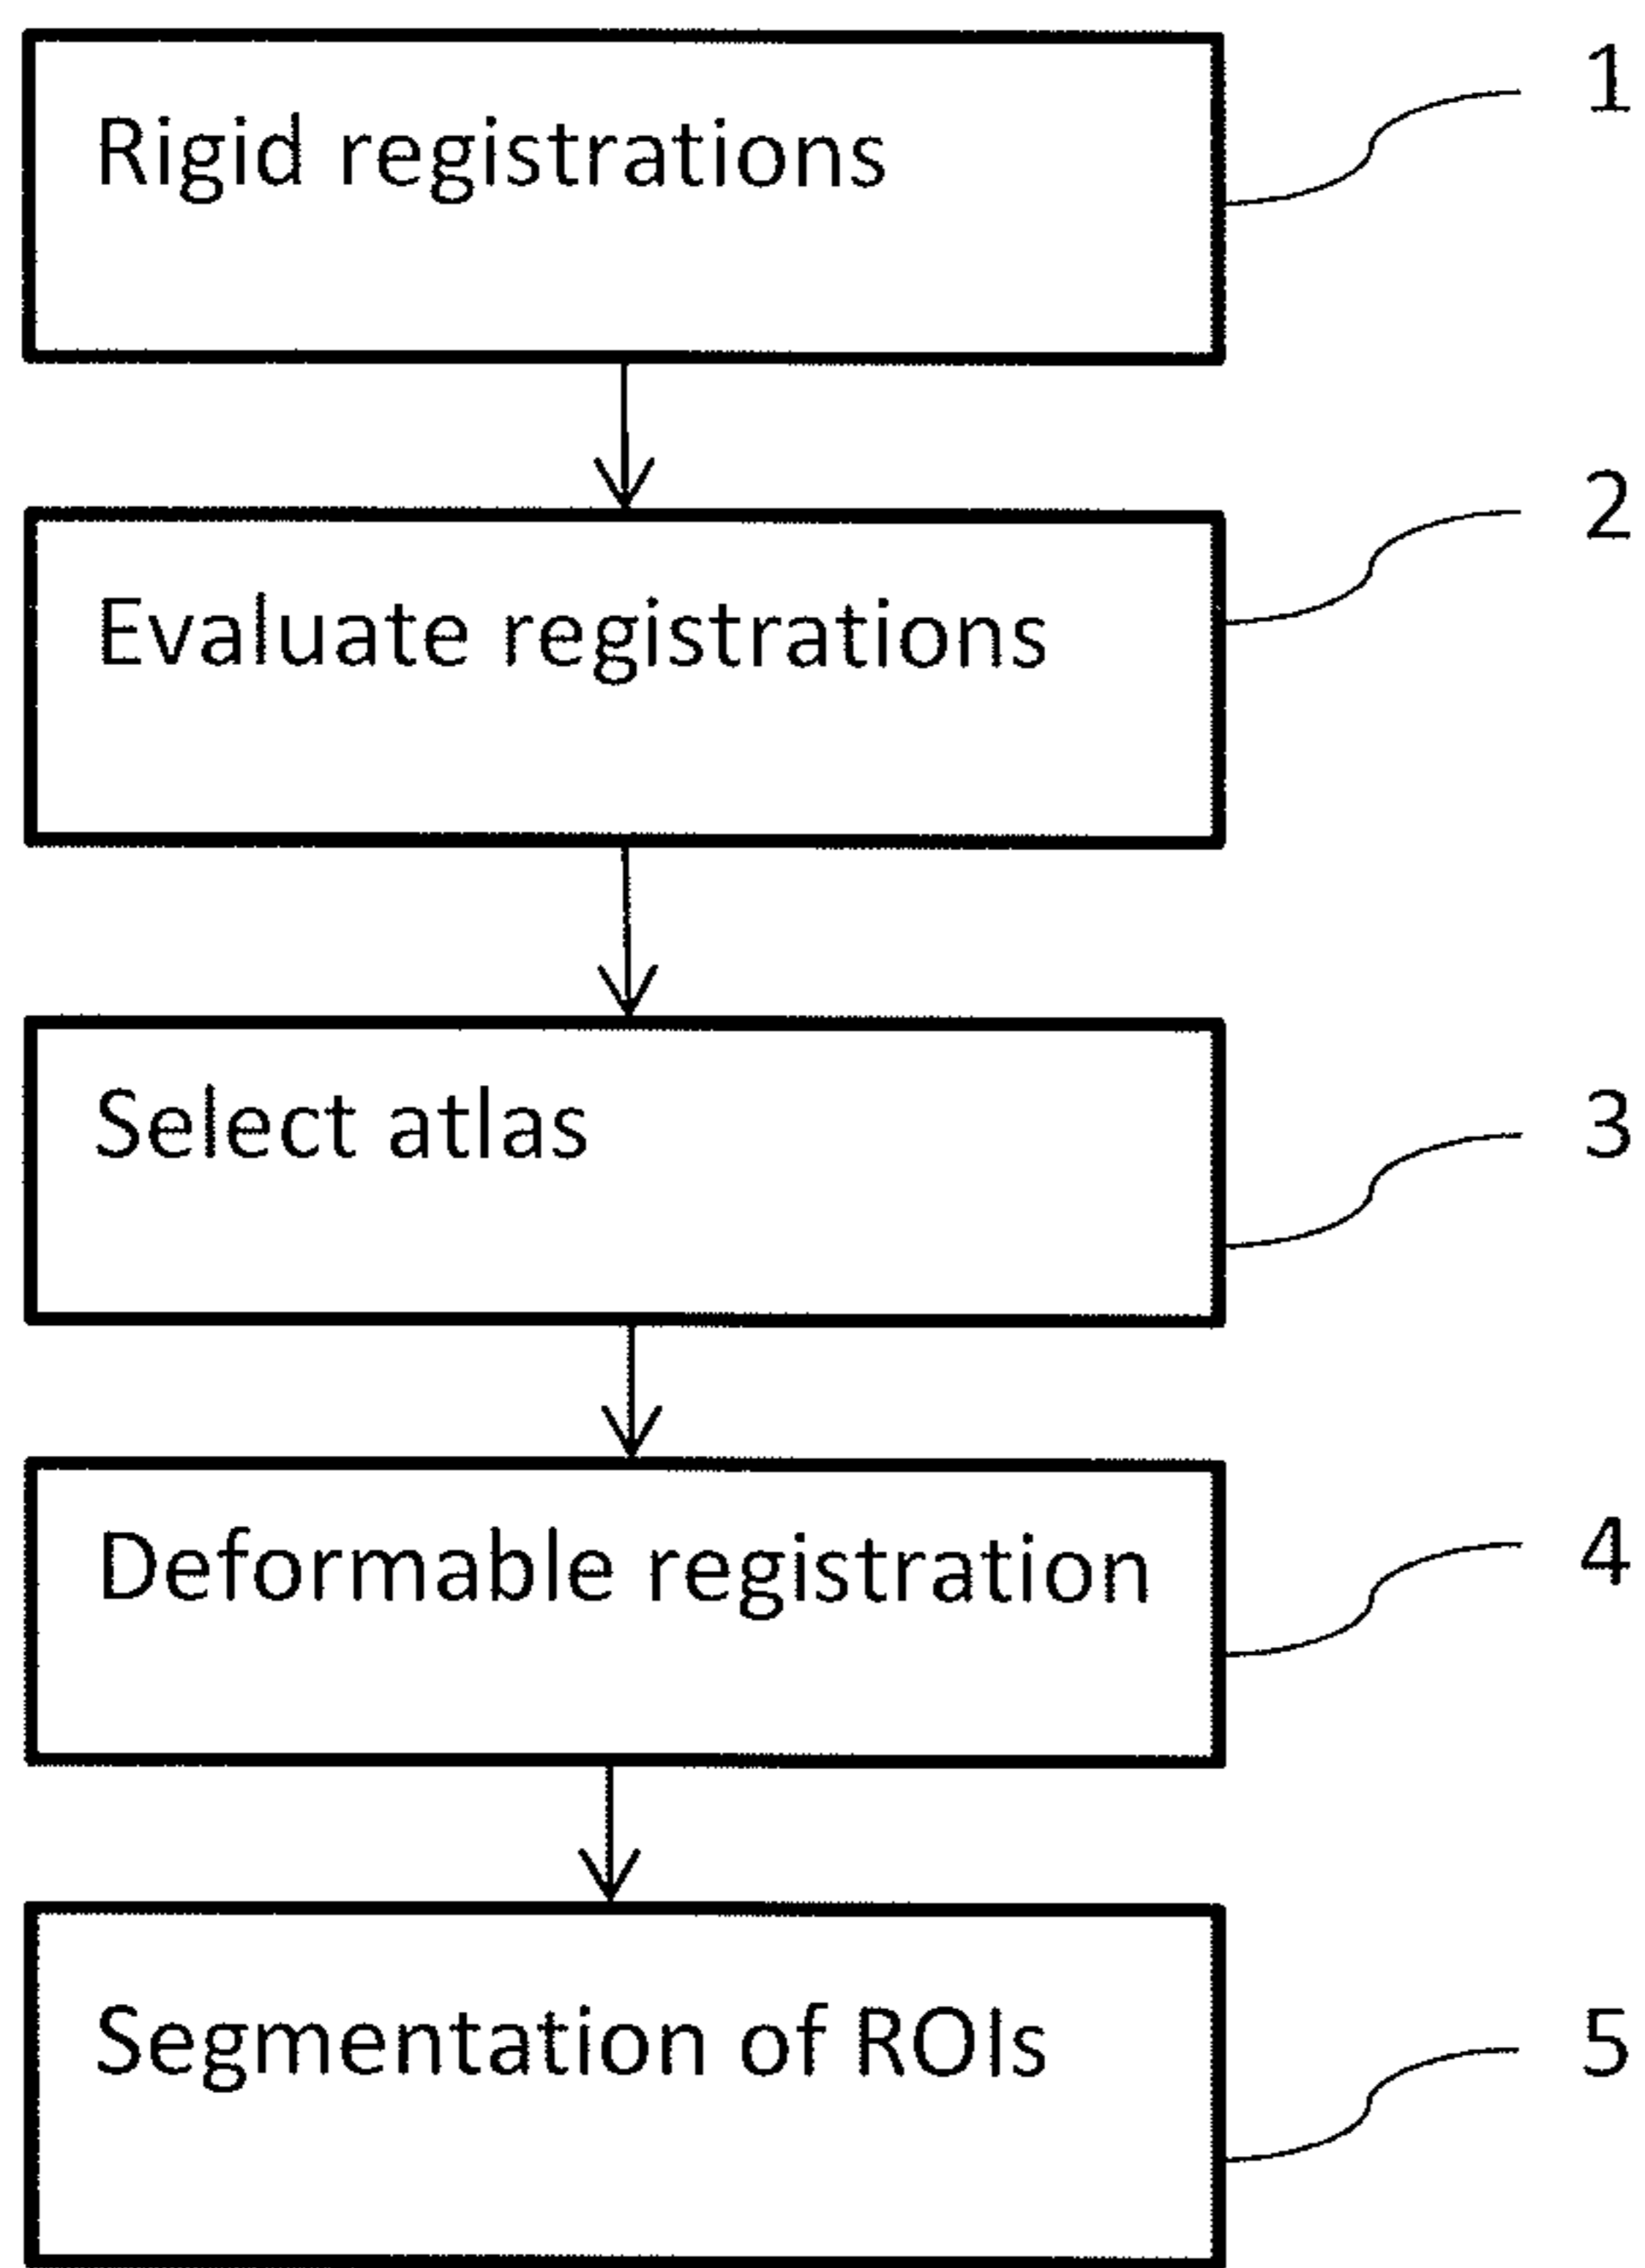 Rigid registrations
1
Evaluate registrations
2
Select atlas
3
Deformable registration
4
Segmentation of ROIs
5